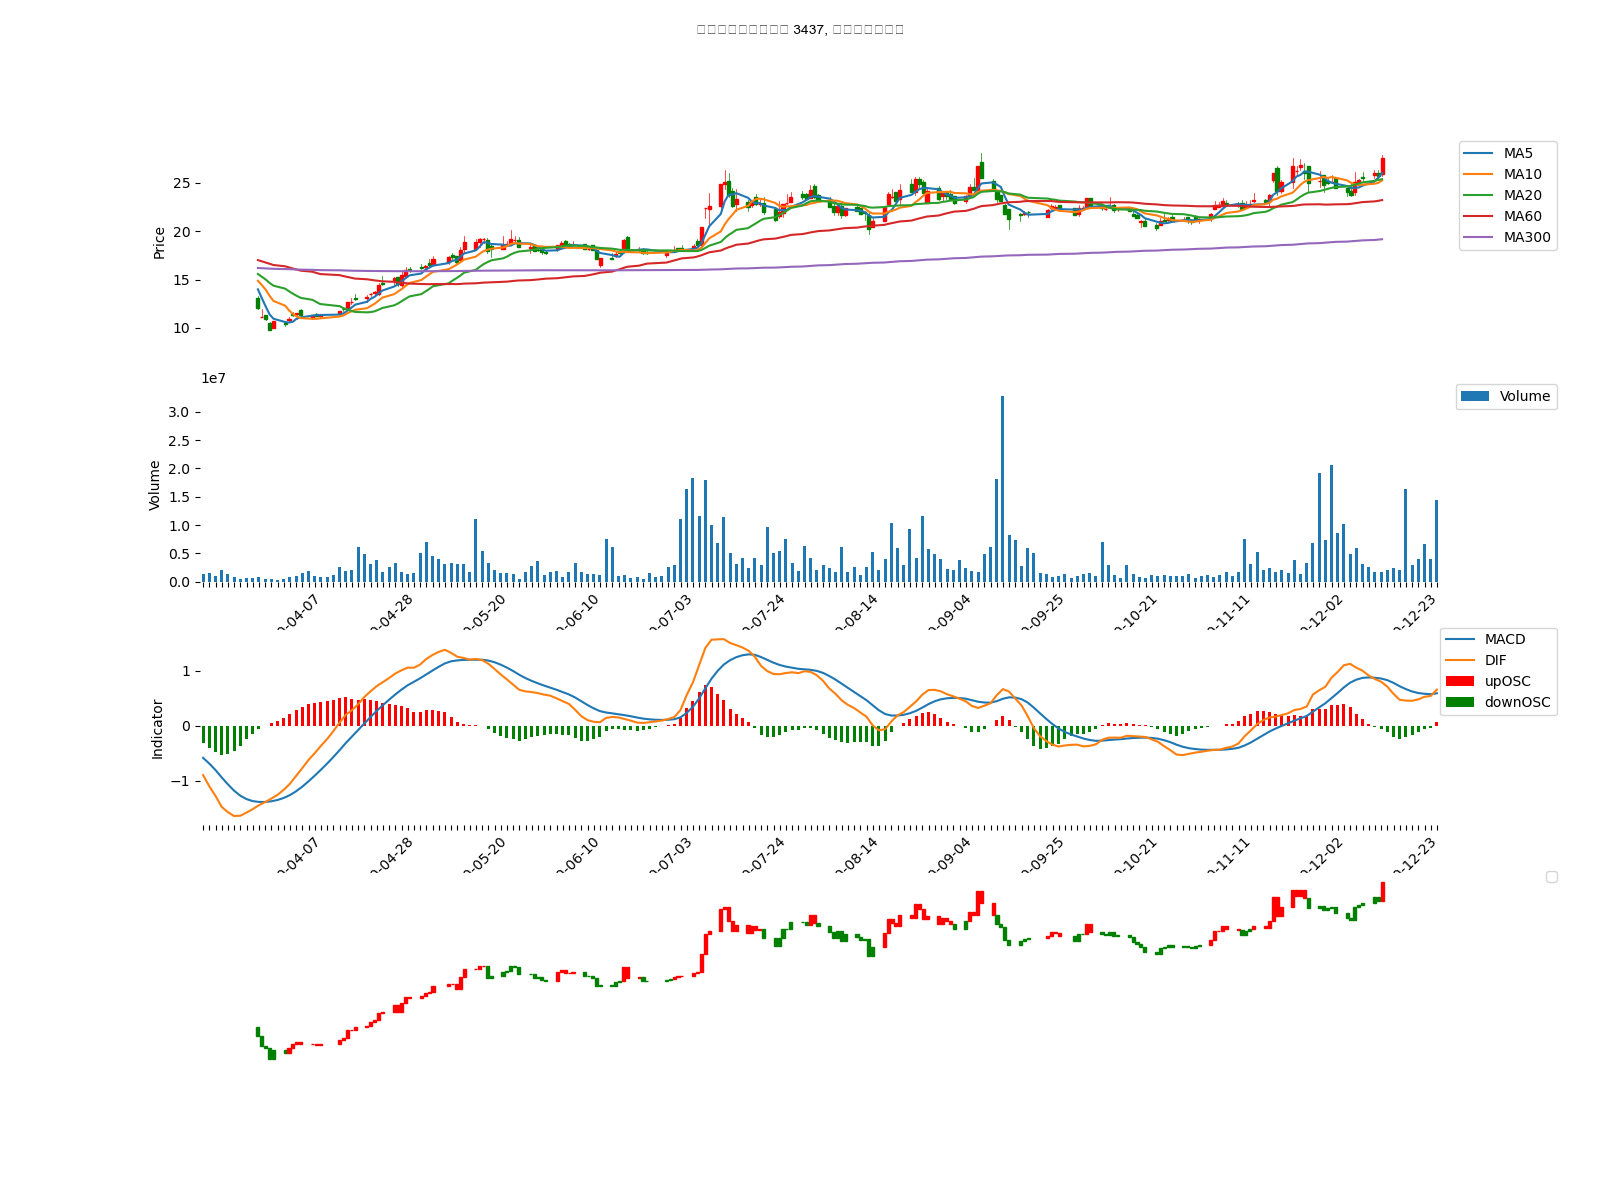 3437,
25
20
15
10
Price
MA5
MA10
MA20
MA60
MA300
1e7
3.0
2.5
2.0
1.5
1.0
0.5
0.0
Volume
Volume
-04-07
-04-28
-05-20
-06-10
-07-03
-07-24
-08-14
-09-04
-09-25
-10-21
-11-11
-12-02
-12-23
1
0
−1
Indicator
MACD
DIF
upOSC
downOSC
-04-07
-04-28
-05-20
-06-10
-07-03
-07-24
-08-14
-09-04
-09-25
-10-21
-11-11
-12-02
-12-23